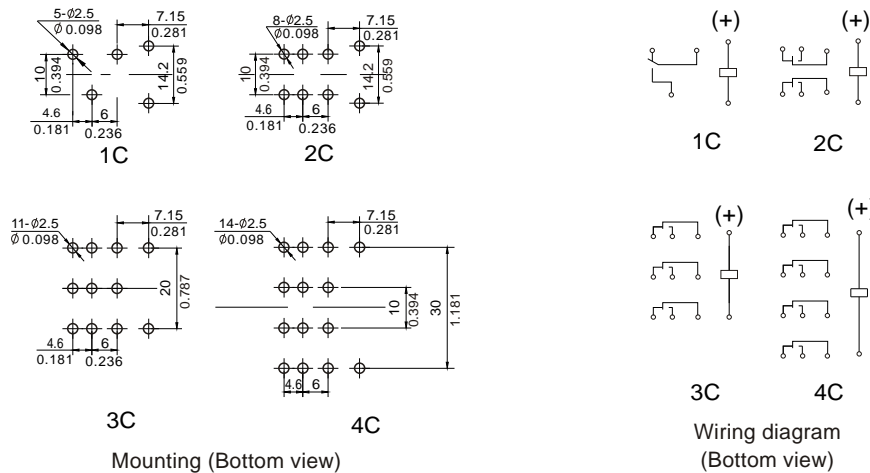 5-Ø2.5
Ø 0.098
7.15
0.281
10
0.394
14.2
0.559
4.6
0.181
6
0.236
1C
8-Ø2.5
Ø0.098
7.15
0.281
10
0.394
14.2
0.559
4.6
0.181
6
0.236
2C
(+)
1C
(+)
2C
11-Ø2.5
Ø 0.098
7.15
0.281
20
0.787
4.6
0.181
6
0.236
3C
14-Ø2.5
Ø0.098
7.15
0.281
10
0.394
30
1.181
4.6
6
4C
(+)
3C
(+)
4C
Mounting (Bottom view)
Wiring diagram
(Bottom view)